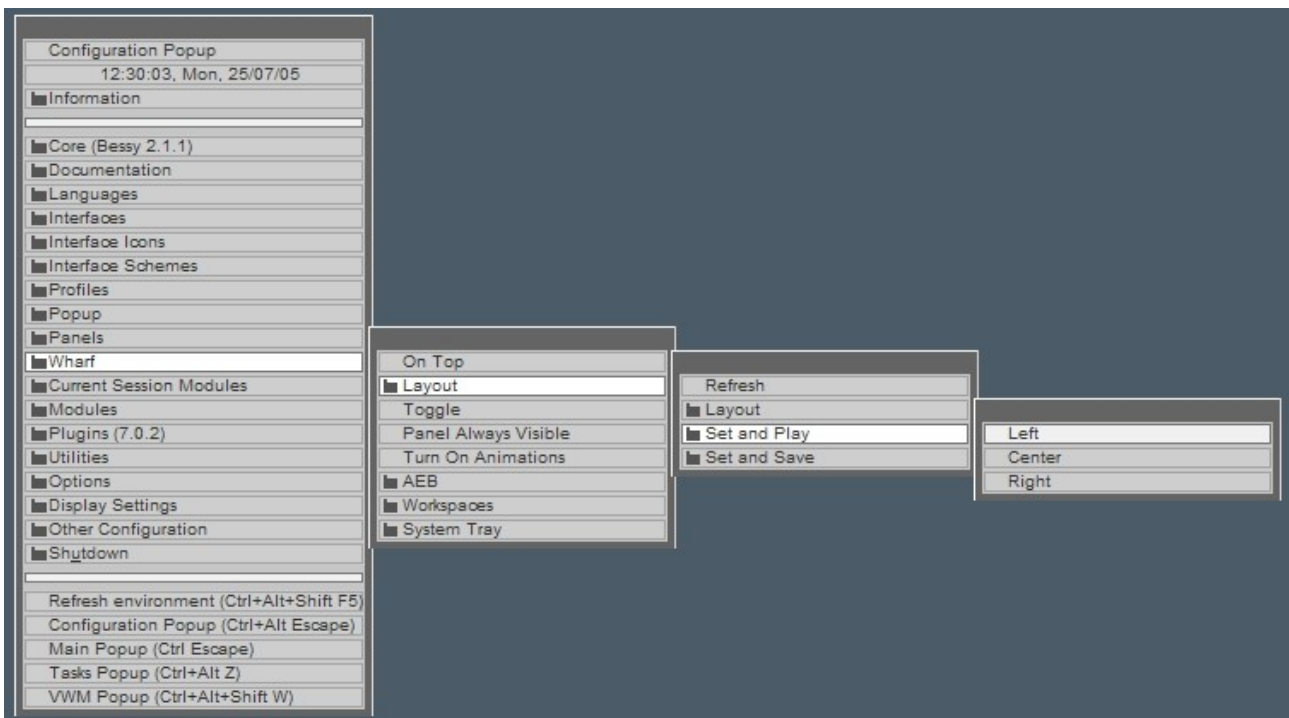 Configuration Popup
12:30:03, Mon, 25/07/05
Information
Core (Bessy 2.1.1)
Documentation
Languages
Interfaces
Interface Icons
Interface Schemes
Profiles
Popup
Panels
Wharf
Current Session Modules
Modules
Plugins (7.0.2)
Utilities
Options
Display Settings
Other Configuration
Shutdown
Refresh environment (Ctrl+Alt+Shift F5)
Configuration Popup (Ctrl+Alt Escape)
Main Popup (Ctrl Escape)
Tasks Popup (Ctrl+Alt Z)
VWM Popup (Ctrl+Alt+Shift W)
On Top
Layout
Toggle
Panel Always Visible
Turn On Animations
AEB
Workspaces
System Tray
Refresh
Layout
Set and Play
Set and Save
Left
Center
Right